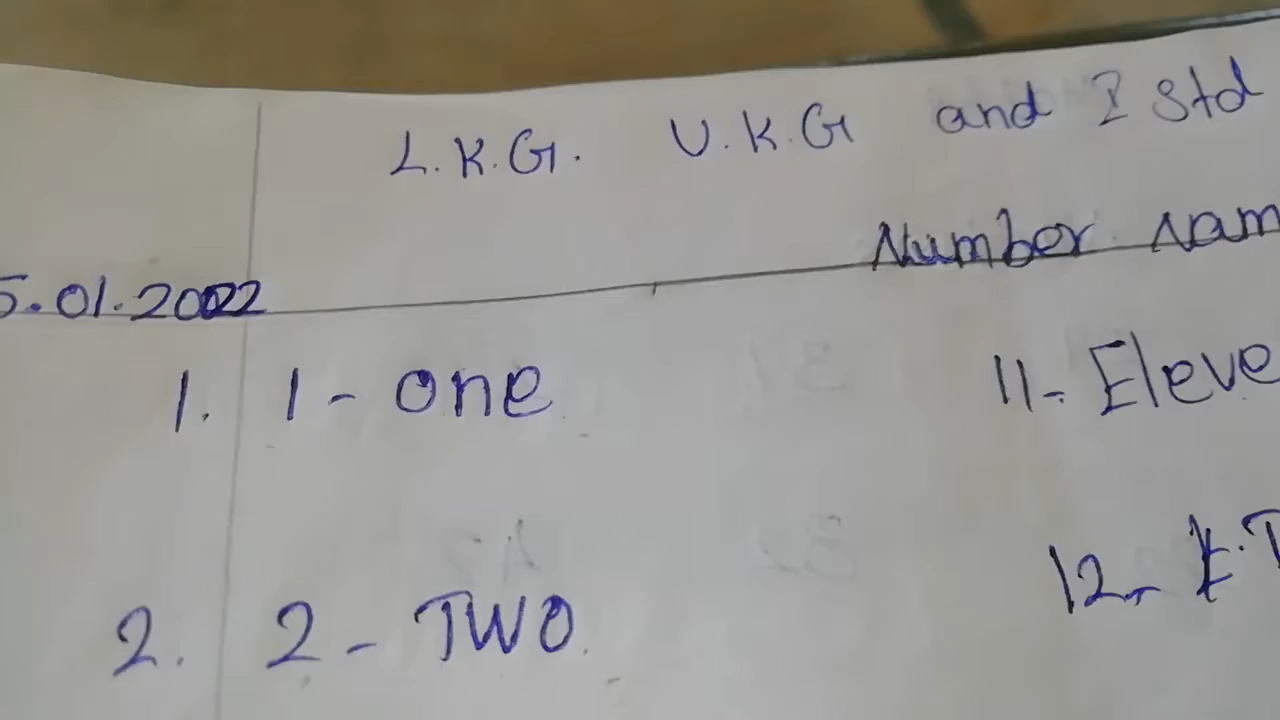 L.K.G. U.K.G and I Std
Number Nam
5.01.2022
1. 1 - One 11- Eleve
2. 2 - TWO 12- T